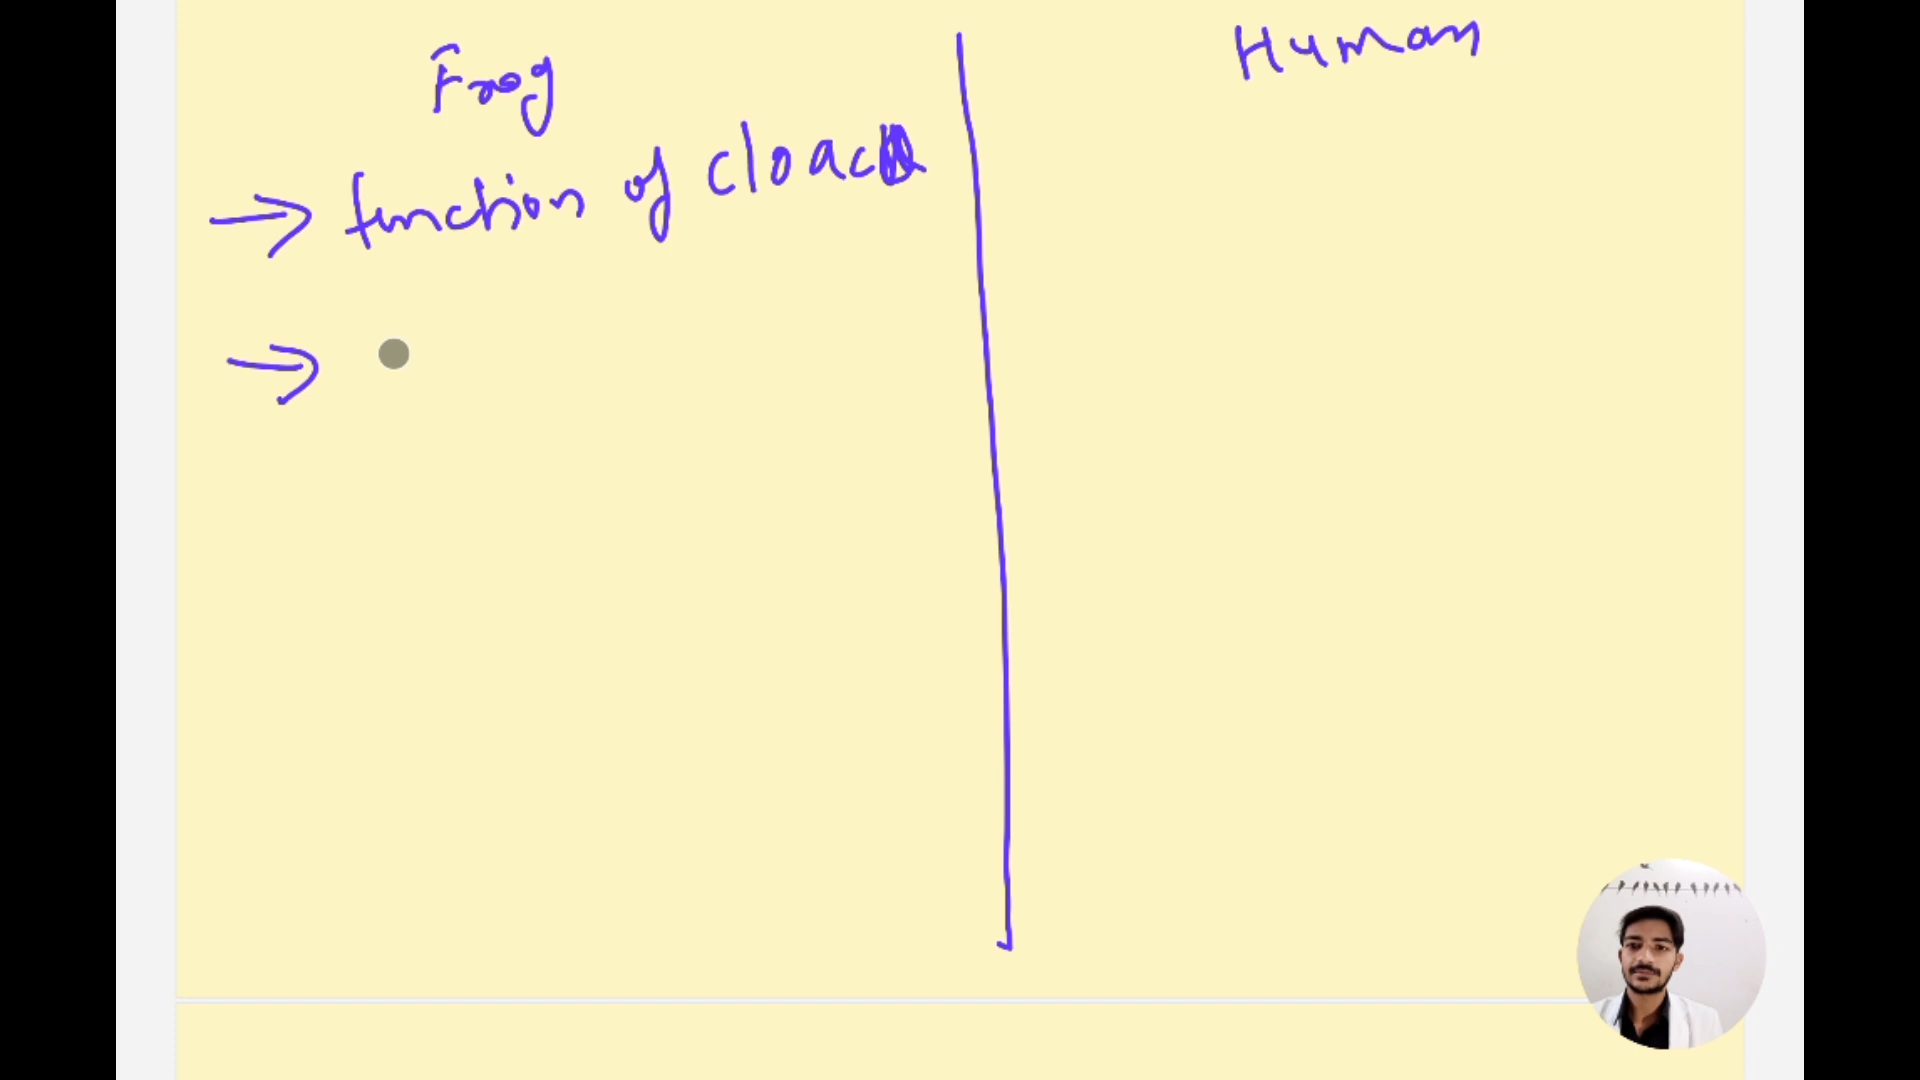 Frog
Human
→ function of cloaca
→